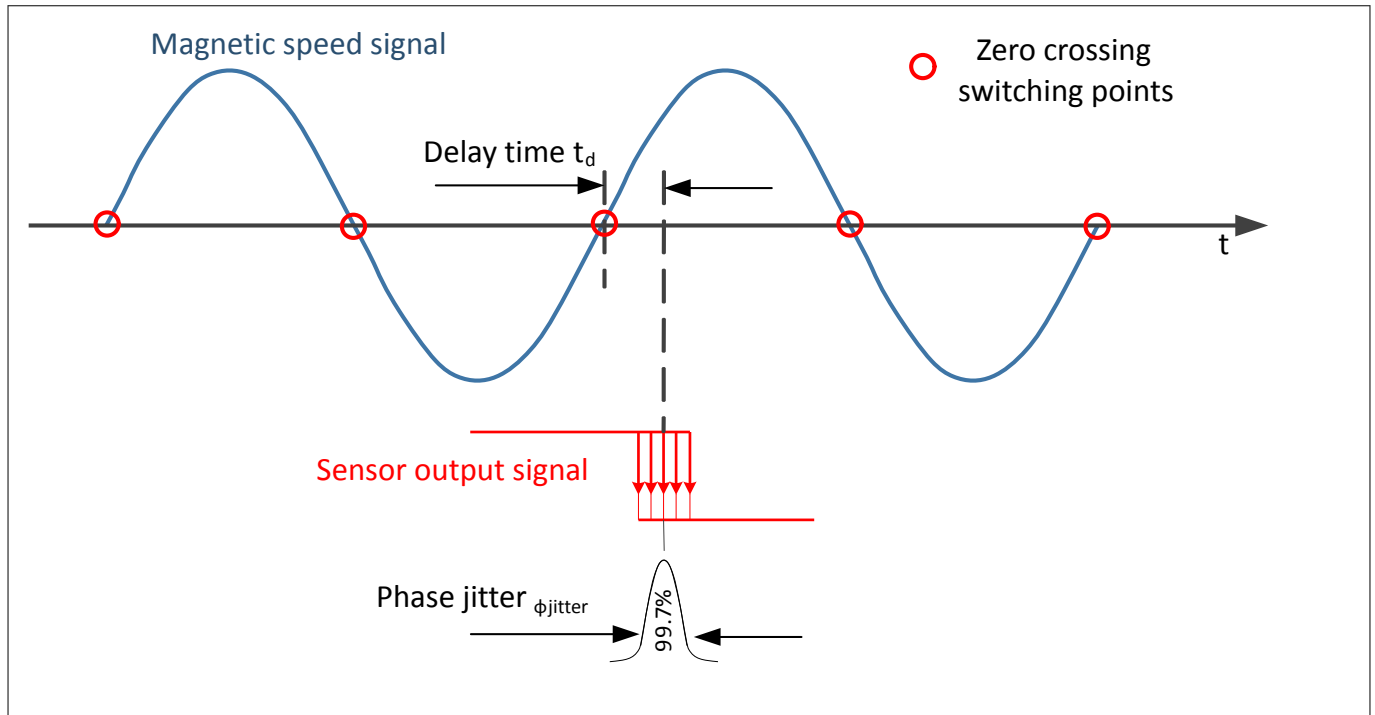 Magnetic speed signal
Zero crossing
switching points
Delay time td
t
Sensor output signal
Phase jitter ϕjitter
99.7%